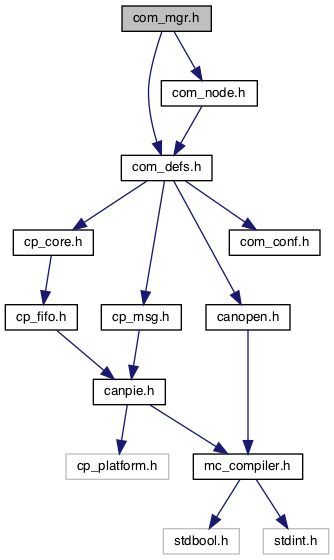 com_mgr.h
com_node.h
com_defs.h
cp_core.h
com_conf.h
cp_fifo.h
cp_msg.h
canopen.h
canpie.h
cp_platform.h
mc_compiler.h
stdbool.h
stdint.h